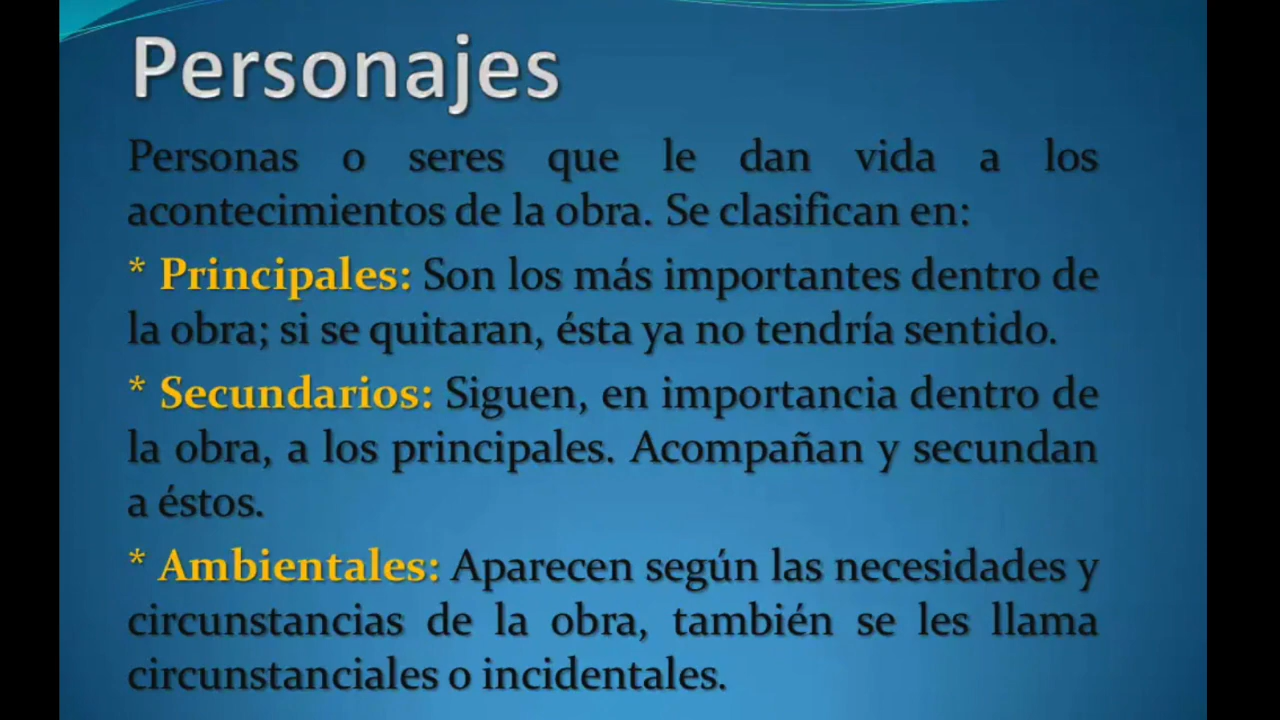 Personajes
Personas o seres que le dan vida a los
acontecimientos de la obra. Se clasifican en:
* Principales: Son los más importantes dentro de
la obra; si se quitaran, ésta ya no tendría sentido.
* Secundarios: Siguen, en importancia dentro de
la obra, a los principales. Acompañan y secundan
a éstos.
* Ambientales: Aparecen según las necesidades y
circunstancias de la obra, también se les llama
circunstanciales o incidentales.